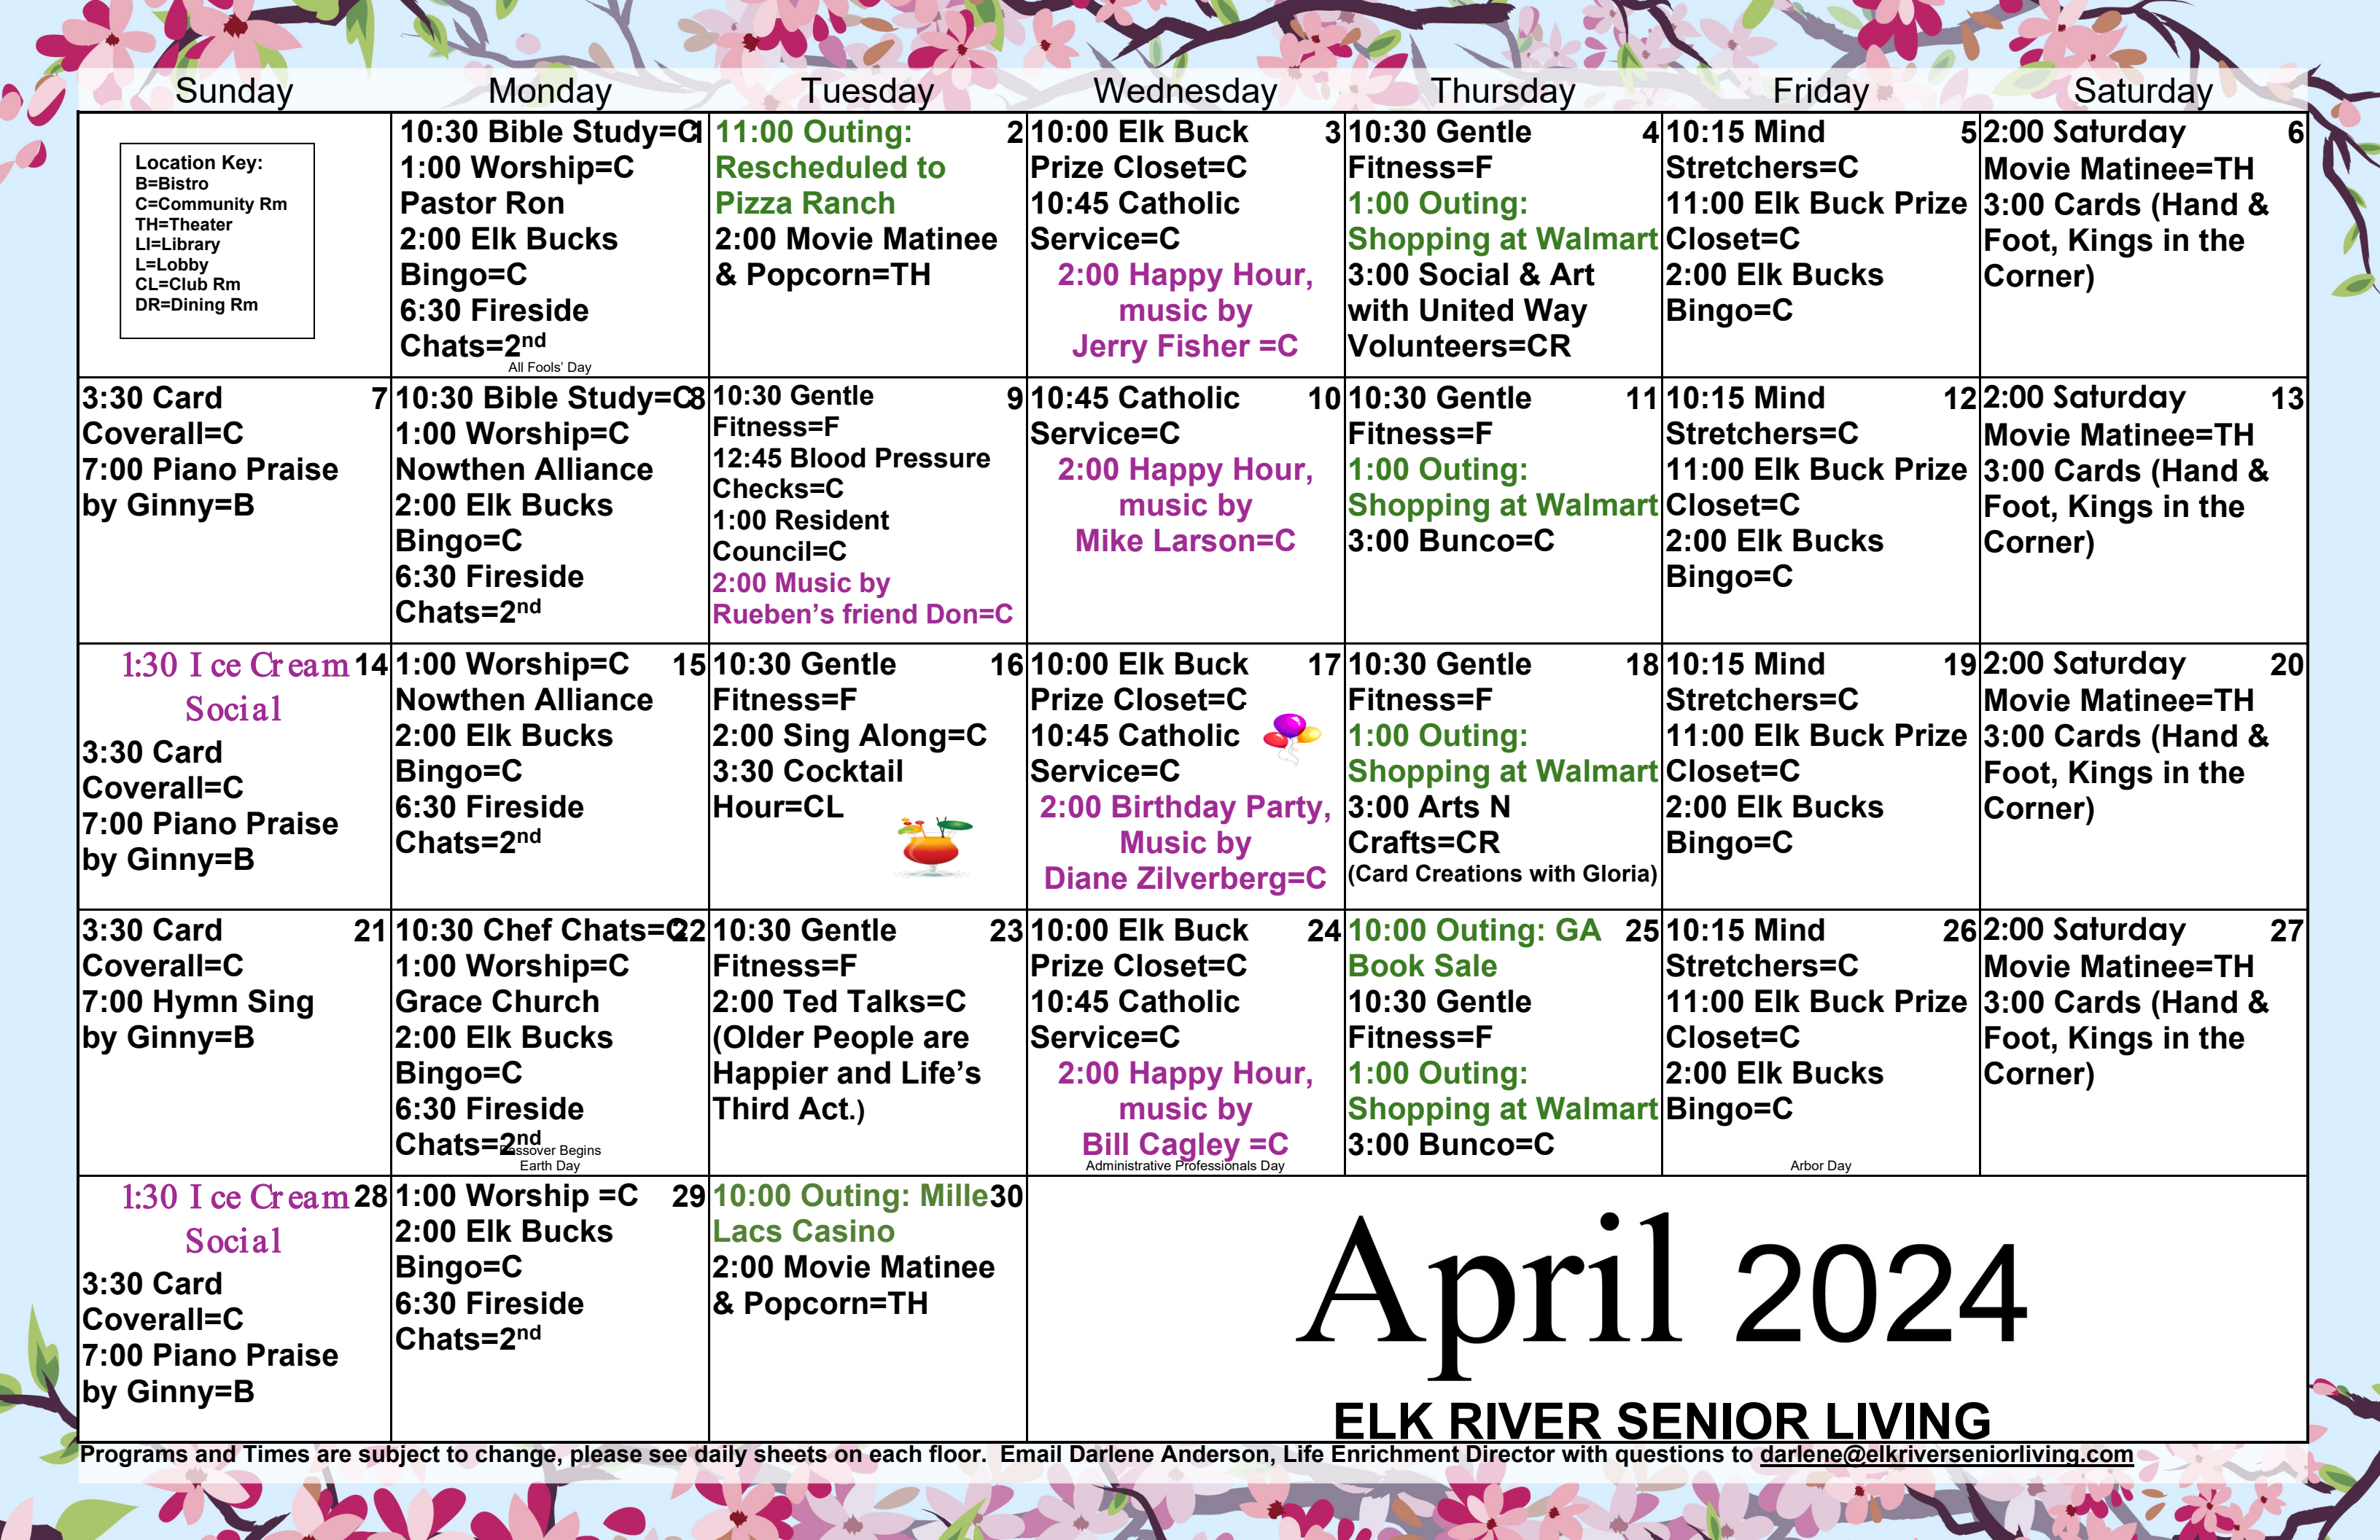 Sunday Monday Tuesday Wednesday Thursday Friday Saturday
Location Key:
B=Bistro
C=Community Rm
TH=Theater
LI=Library
L=Lobby
CL=Club Rm
DR=Dining Rm
1
10:30 Bible Study=C
1:00 Worship=C
Pastor Ron
2:00 Elk Bucks
Bingo=C
6:30 Fireside
Chats=2nd
All Fools' Day
2
11:00 Outing:
Rescheduled to
Pizza Ranch
2:00 Movie Matinee
& Popcorn=TH
3
10:00 Elk Buck
Prize Closet=C
10:45 Catholic
Service=C
2:00 Happy Hour,
music by
Jerry Fisher =C
4
10:30 Gentle
Fitness=F
1:00 Outing:
Shopping at Walmart
3:00 Social & Art
with United Way
Volunteers=CR
5
10:15 Mind
Stretchers=C
11:00 Elk Buck Prize
Closet=C
2:00 Elk Bucks
Bingo=C
6
2:00 Saturday
Movie Matinee=TH
3:00 Cards (Hand &
Foot, Kings in the
Corner)
7
3:30 Card
Coverall=C
7:00 Piano Praise
by Ginny=B
8
10:30 Bible Study=C
1:00 Worship=C
Nowthen Alliance
2:00 Elk Bucks
Bingo=C
6:30 Fireside
Chats=2nd
9
10:30 Gentle
Fitness=F
12:45 Blood Pressure
Checks=C
1:00 Resident
Council=C
2:00 Music by
Rueben's friend Don=C
10
10:45 Catholic
Service=C
2:00 Happy Hour,
music by
Mike Larson=C
11
10:30 Gentle
Fitness=F
1:00 Outing:
Shopping at Walmart
3:00 Bunco=C
12
10:15 Mind
Stretchers=C
11:00 Elk Buck Prize
Closet=C
2:00 Elk Bucks
Bingo=C
13
2:00 Saturday
Movie Matinee=TH
3:00 Cards (Hand &
Foot, Kings in the
Corner)
14
1:30 Ice Cream
Social
3:30 Card
Coverall=C
7:00 Piano Praise
by Ginny=B
15
1:00 Worship=C
Nowthen Alliance
2:00 Elk Bucks
Bingo=C
6:30 Fireside
Chats=2nd
16
10:30 Gentle
Fitness=F
2:00 Sing Along=C
3:30 Cocktail
Hour=CL
17
10:00 Elk Buck
Prize Closet=C
10:45 Catholic
Service=C
2:00 Birthday Party,
Music by
Diane Zilverberg=C
18
10:30 Gentle
Fitness=F
1:00 Outing:
Shopping at Walmart
3:00 Arts N
Crafts=CR
(Card Creations with Gloria)
19
10:15 Mind
Stretchers=C
11:00 Elk Buck Prize
Closet=C
2:00 Elk Bucks
Bingo=C
20
2:00 Saturday
Movie Matinee=TH
3:00 Cards (Hand &
Foot, Kings in the
Corner)
21
3:30 Card
Coverall=C
7:00 Hymn Sing
by Ginny=B
22
10:30 Chef Chats=C
1:00 Worship=C
Grace Church
2:00 Elk Bucks
Bingo=C
6:30 Fireside
Chats=2nd
Passover Begins
Earth Day
23
10:30 Gentle
Fitness=F
2:00 Ted Talks=C
(Older People are
Happier and Life's
Third Act.)
24
10:00 Elk Buck
Prize Closet=C
10:45 Catholic
Service=C
2:00 Happy Hour,
music by
Bill Cagley =C
Administrative Professionals Day
25
10:00 Outing: GA
Book Sale
10:30 Gentle
Fitness=F
1:00 Outing:
Shopping at Walmart
3:00 Bunco=C
26
10:15 Mind
Stretchers=C
11:00 Elk Buck Prize
Closet=C
2:00 Elk Bucks
Bingo=C
Arbor Day
27
2:00 Saturday
Movie Matinee=TH
3:00 Cards (Hand &
Foot, Kings in the
Corner)
28
1:30 Ice Cream
Social
3:30 Card
Coverall=C
7:00 Piano Praise
by Ginny=B
29
1:00 Worship =C
2:00 Elk Bucks
Bingo=C
6:30 Fireside
Chats=2nd
30
10:00 Outing: Mille
Lacs Casino
2:00 Movie Matinee
& Popcorn=TH
April 2024
ELK RIVER SENIOR LIVING
Programs and Times are subject to change, please see daily sheets on each floor. Email Darlene Anderson, Life Enrichment Director with questions to darlene@elkriverseniorliving.com